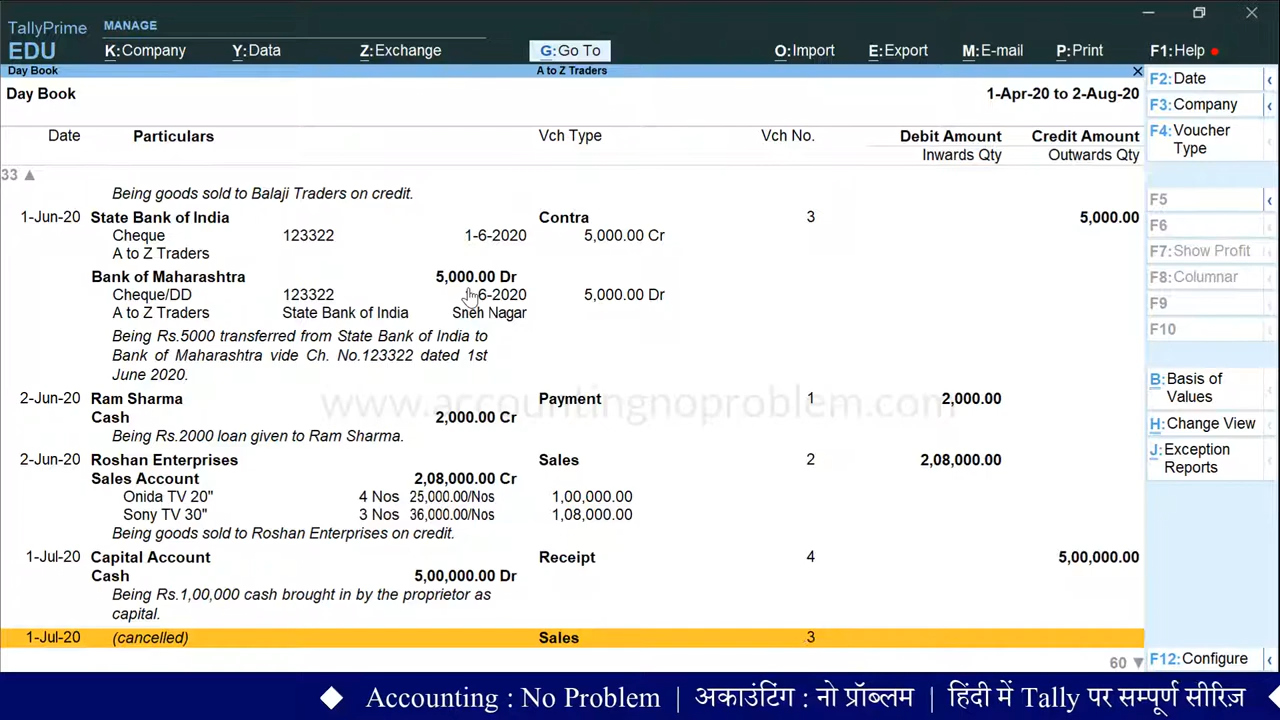 TallyPrime MANAGE
EDU K:Company Y:Data Z:Exchange G:Go To O:Import E:Export M:E-mail P:Print F1:Help
Day Book A to Z Traders
Day Book 1-Apr-20 to 2-Aug-20
Date Particulars Vch Type Vch No. Debit Amount Credit Amount
Inwards Qty Outwards Qty
33
Being goods sold to Balaji Traders on credit.
1-Jun-20 State Bank of India Contra 3 5,000.00
Cheque 123322 1-6-2020 5,000.00 Cr
A to Z Traders
Bank of Maharashtra 5,000.00 Dr
Cheque/DD 123322 1-6-2020 5,000.00 Dr
A to Z Traders State Bank of India Sneh Nagar
Being Rs.5000 transferred from State Bank of India to
Bank of Maharashtra vide Ch. No.123322 dated 1st
June 2020.
2-Jun-20 Ram Sharma Payment 1 2,000.00
Cash 2,000.00 Cr
www.accountingnoproblem.com
Being Rs.2000 loan given to Ram Sharma.
2-Jun-20 Roshan Enterprises Sales 2 2,08,000.00
Sales Account 2,08,000.00 Cr
Onida TV 20" 4 Nos 25,000.00/Nos 1,00,000.00
Sony TV 30" 3 Nos 36,000.00/Nos 1,08,000.00
Being goods sold to Roshan Enterprises on credit.
1-Jul-20 Capital Account Receipt 4 5,00,000.00
Cash 5,00,000.00 Dr
Being Rs.1,00,000 cash brought in by the proprietor as
capital.
1-Jul-20 (cancelled) Sales 3
60
F2:Date
F3:Company
F4:Voucher
Type
F5
F6
F7:Show Profit
F8:Columnar
F9
F10
B:Basis of
Values
H:Change View
J:Exception
Reports
F12:Configure
Accounting : No Problem | अकाउंटिंग : नो प्रॉब्लम | हिंदी में Tally पर सम्पूर्ण सीरिज़